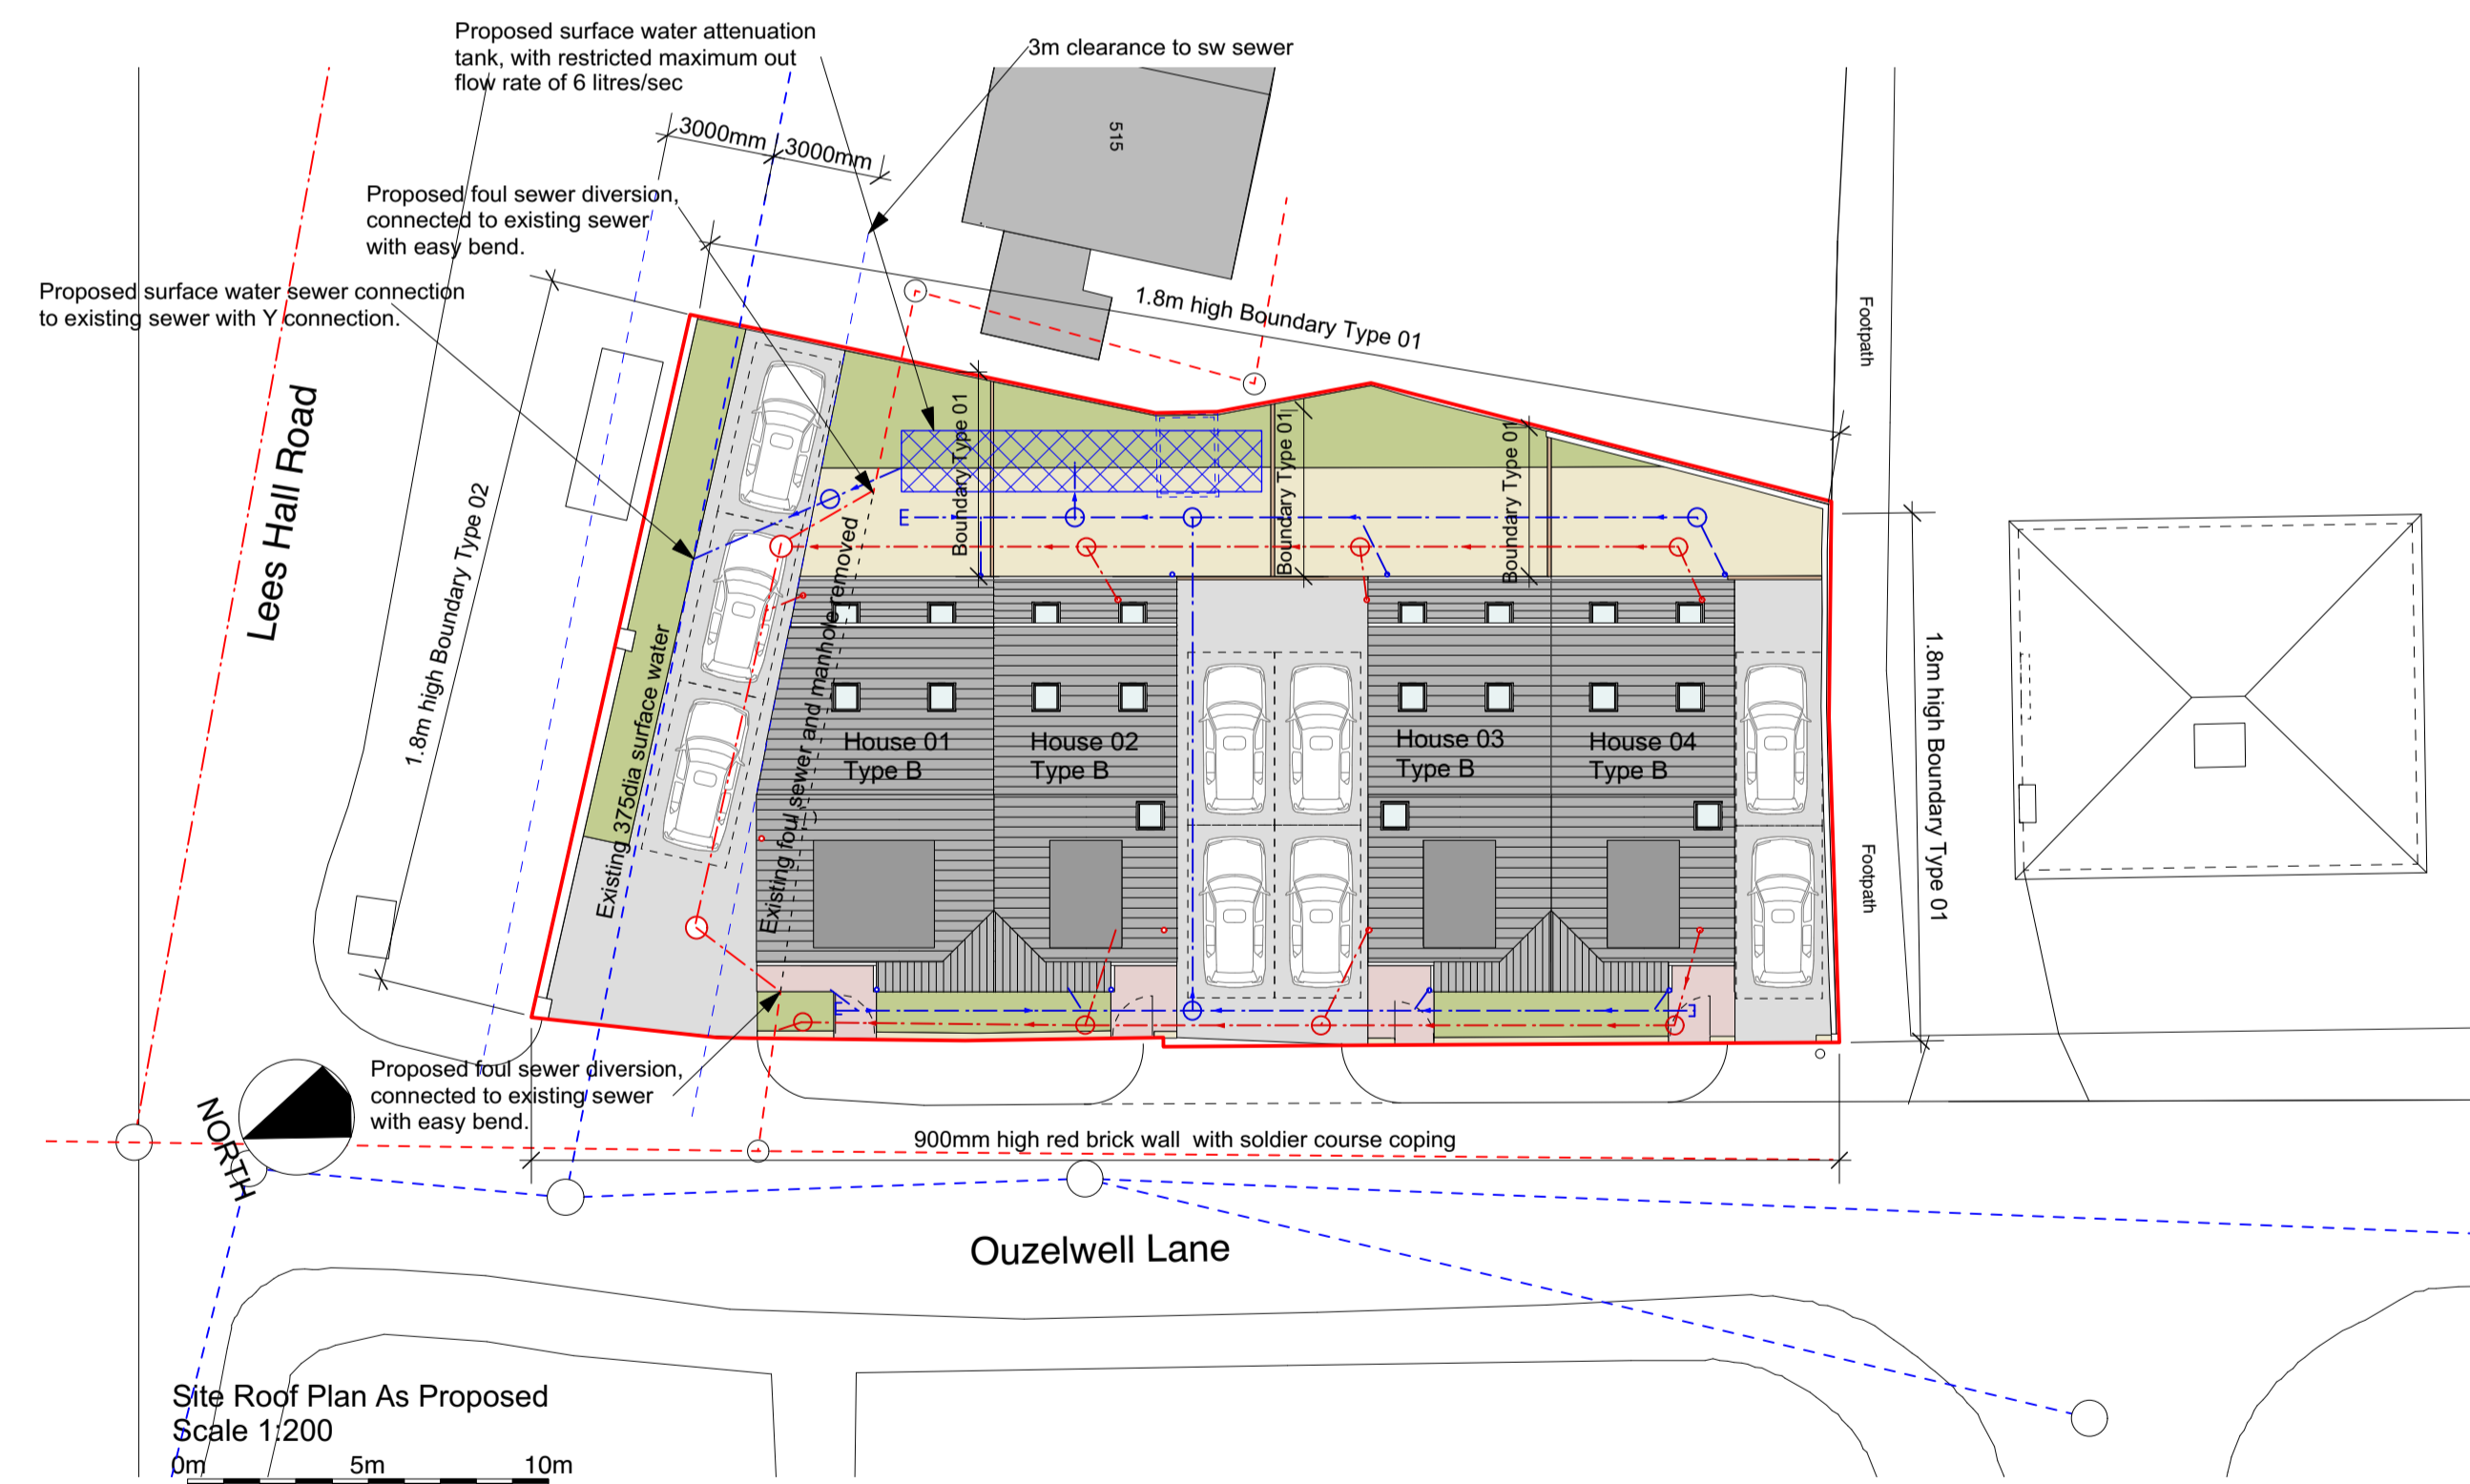 Proposed surface water attenuation
tank, with restricted maximum out
flow rate of 6 litres/sec
3m clearance to sw sewer
3000mm
3000mm
515
Proposed foul sewer diversion,
connected to existing sewer
with easy bend.
Proposed surface water sewer connection
to existing sewer with Y connection.
1.8m high Boundary Type 01
Footpath
Lees Hall Road
1.8m high Boundary Type 02
Boundary Type 01
Boundary Type 01
Boundary Type 01
Existing 375dia surface water
Existing foul sewer and manhole removed
House 01
Type B
House 02
Type B
House 03
Type B
House 04
Type B
1.8m high Boundary Type 01
Footpath
Proposed foul sewer diversion,
connected to existing sewer
with easy bend.
NORTH
900mm high red brick wall with soldier course coping
Ouzelwell Lane
Site Roof Plan As Proposed
Scale 1:200
0m 5m 10m